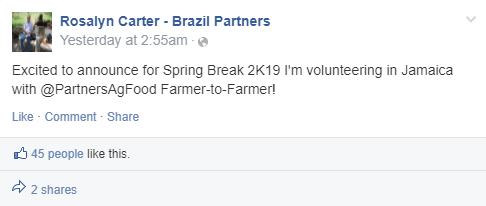 Rosalyn Carter - Brazil Partners
Yesterday at 2:55am ·
Excited to announce for Spring Break 2K19 I'm volunteering in Jamaica
with @PartnersAgFood Farmer-to-Farmer!
Like · Comment · Share
45 people like this.
2 shares